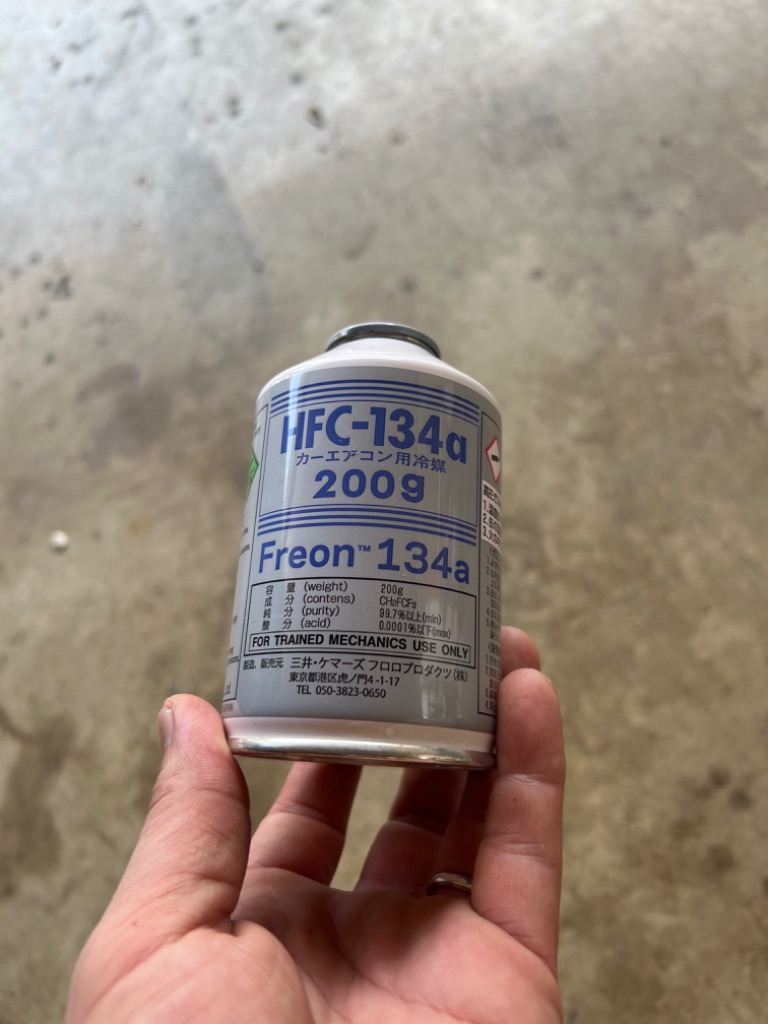 HFC-134a
カーエアコン用冷媒
200g
Freon™ 134a
容 量 (weight) 200g
成 分 (contens) CH₂FCF₃
純 分 (purity) 99.7%以上(min)
酸 分 (acid) 0.0001%以下(max)
FOR TRAINED MECHANICS USE ONLY
製造、販売元 三井・ケマーズ フロロプロダクツ(株)
東京都港区虎ノ門4-1-17
TEL 050-3823-0650